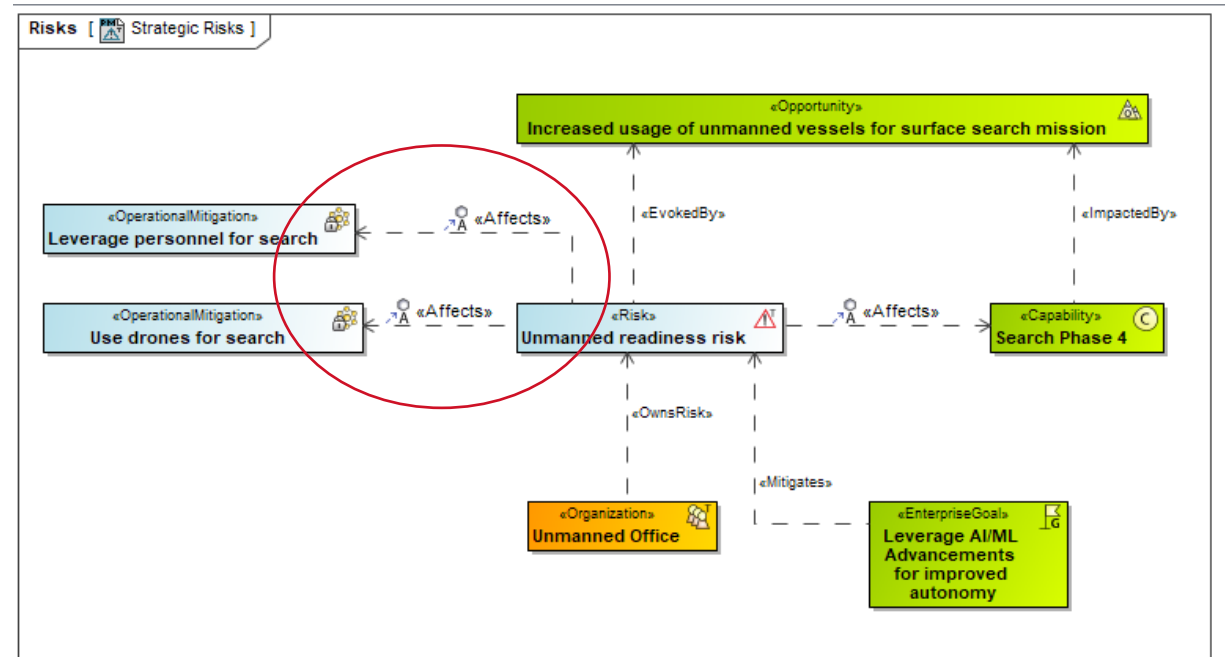 Risks [ Strategic Risks ]
«Opportunity»
Increased usage of unmanned vessels for surface search mission
«EvokedBy»
«ImpactedBy»
«OperationalMitigation»
Leverage personnel for search
A «Affects»
«OperationalMitigation»
Use drones for search
A «Affects»
«Risk»
Unmanned readiness risk
A «Affects»
«Capability»
C
Search Phase 4
«OwnsRisk»
«Mitigates»
«Organization»
Unmanned Office
«EnterpriseGoal»
G
Leverage AI/ML
Advancements
for improved
autonomy